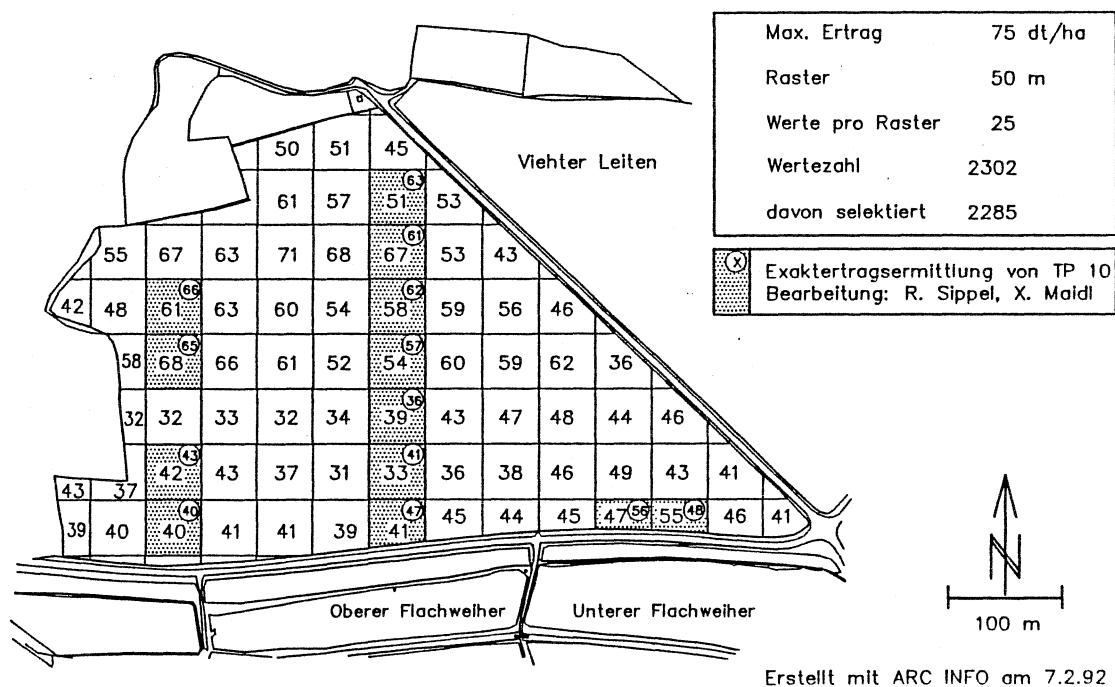 Max. Ertrag 75 dt/ha
Raster 50 m
Werte pro Raster 25
Wertezahl 2302
davon selektiert 2285
X Exaktertragsermittlung von TP 10
Bearbeitung: R. Sippel, X. Maidl
Viehter Leiten
50 51 45
63
61 57 51 53
61
55 67 63 71 68 67 53 43
66 62
42 48 61 63 60 54 58 59 56 46
65 57
58 68 66 61 52 54 60 59 62 36
36
32 32 33 32 34 39 43 47 48 44 46
43 41
43 37 42 43 37 31 33 36 38 46 49 43 41
40 47 56 48
39 40 40 41 41 39 41 45 44 45 47 55 46 41
Oberer Flachweiher Unterer Flachweiher
N
100 m
Erstellt mit ARC INFO am 7.2.92